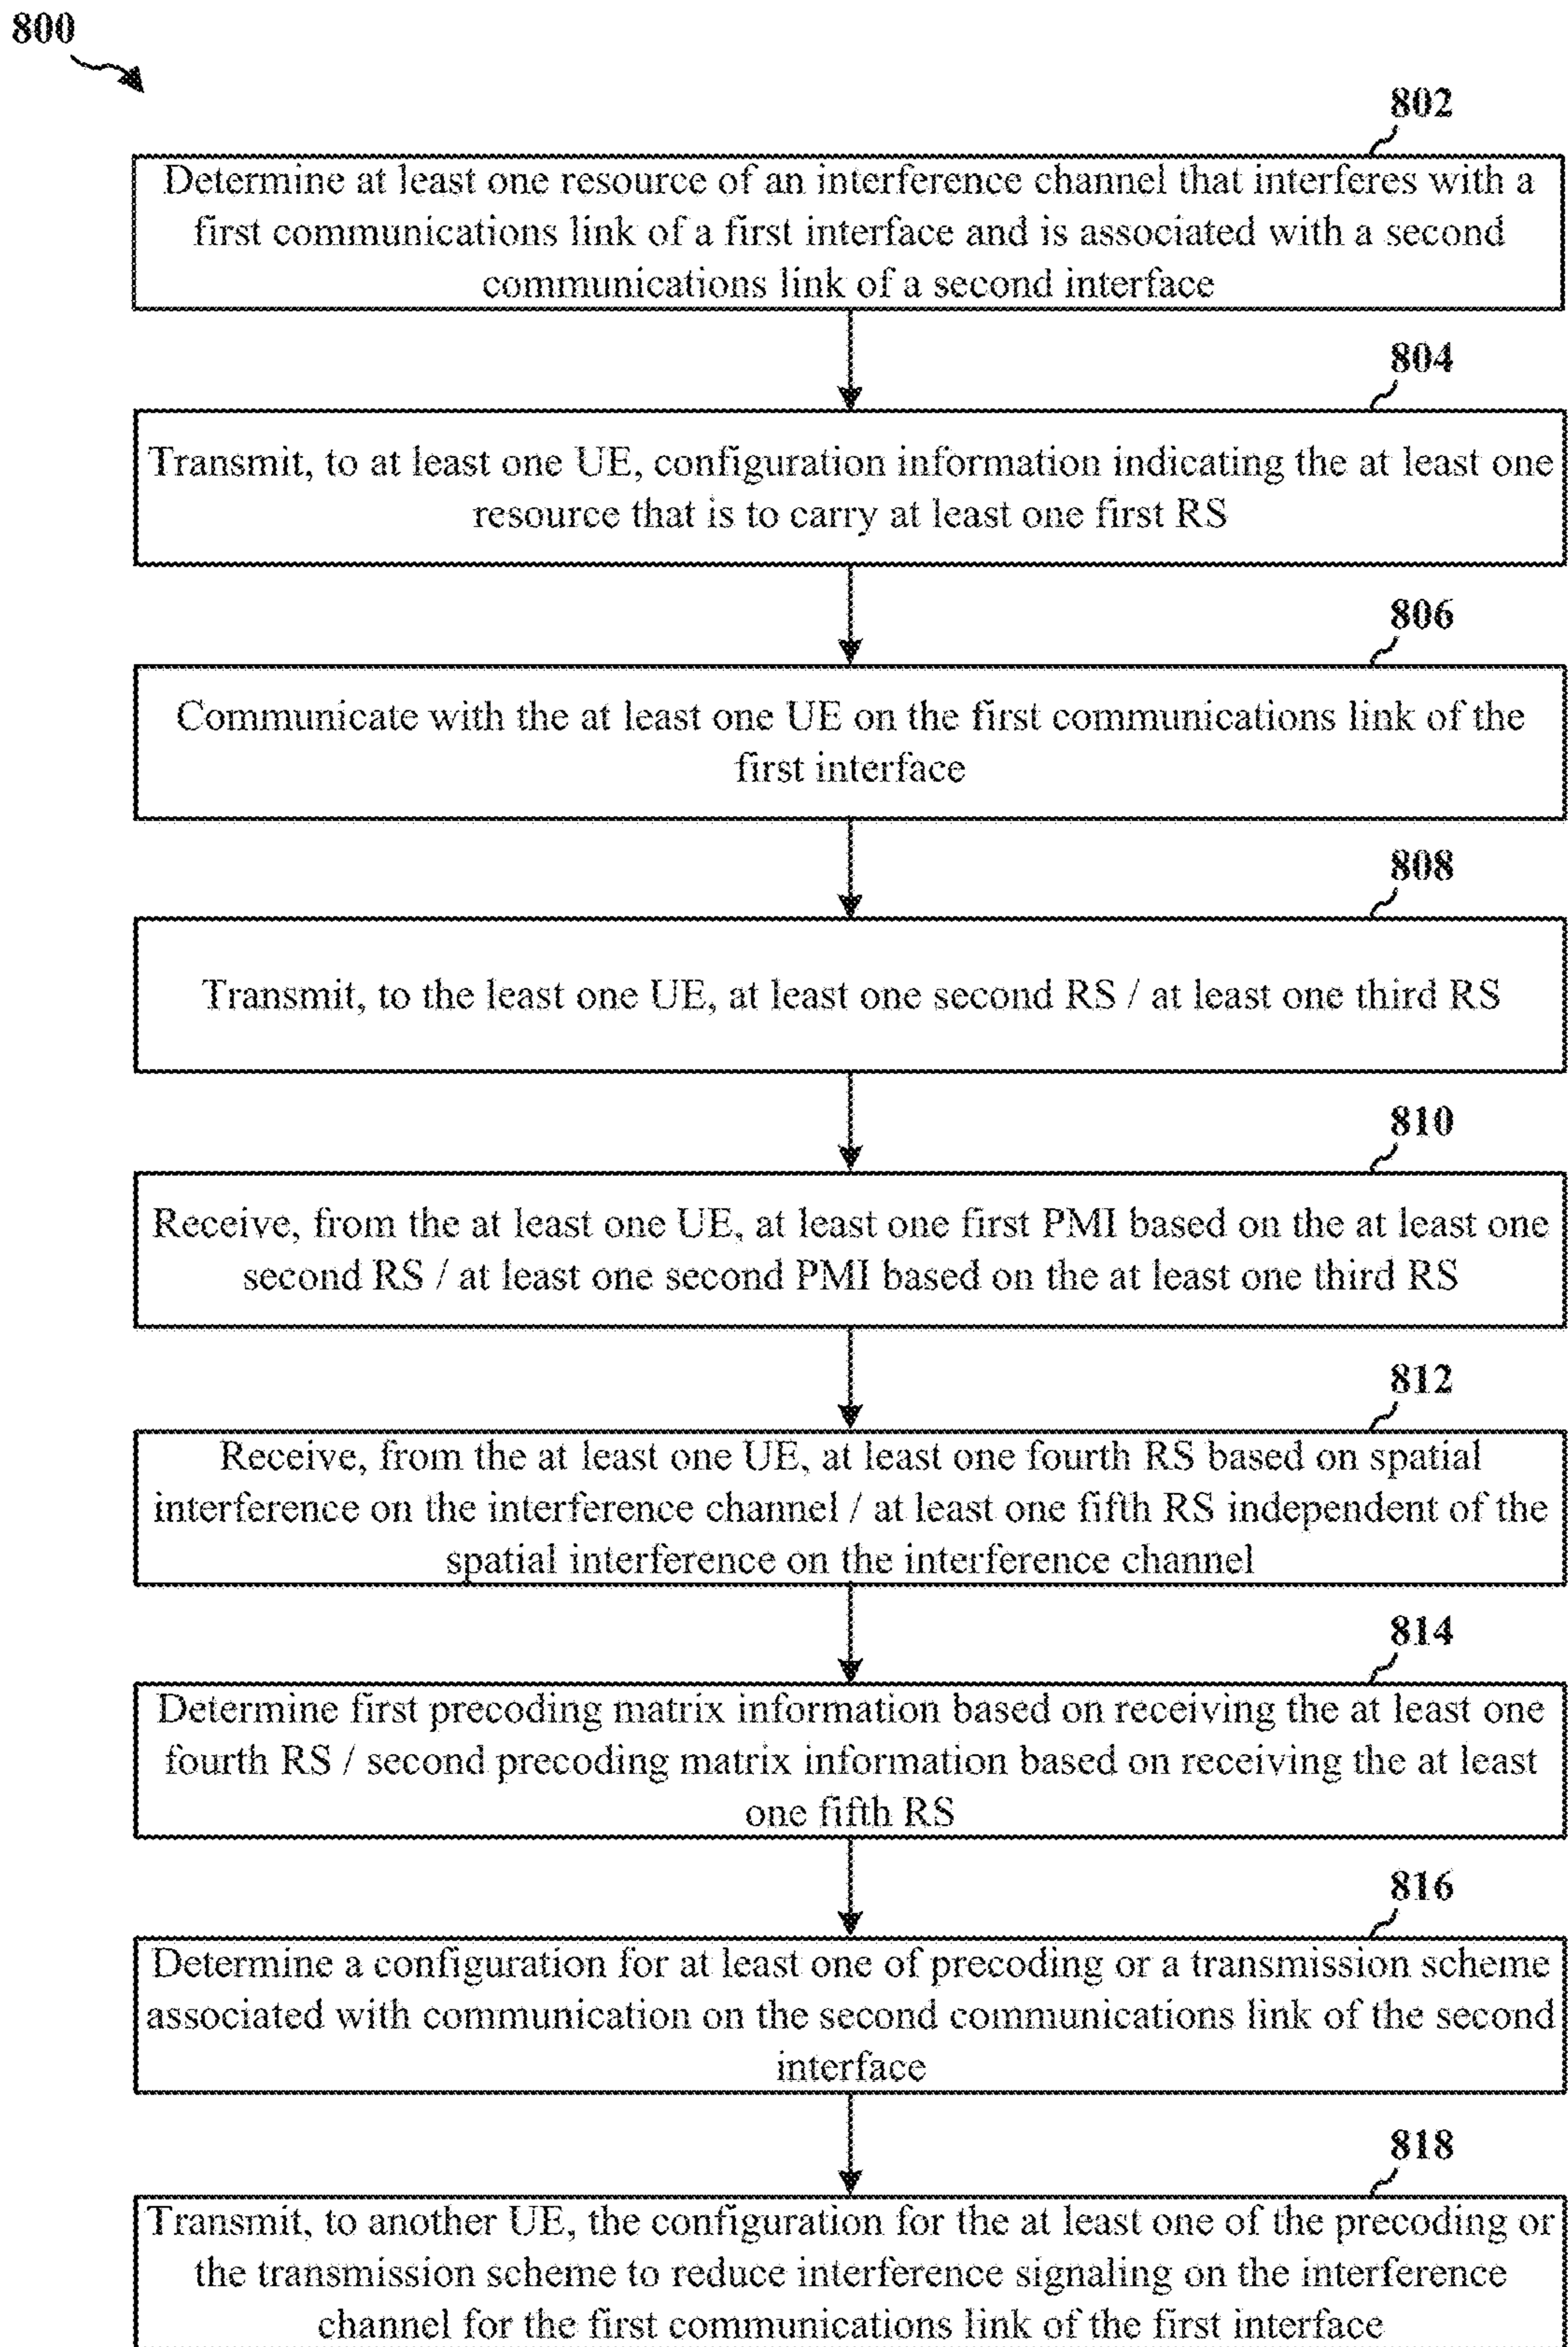 800
802
Determine at least one resource of an interference channel that interferes with a
first communications link of a first interface and is associated with a second
communications link of a second interface
804
Transmit, to at least one UE, configuration information indicating the at least one
resource that is to carry at least one first RS
806
Communicate with the at least one UE on the first communications link of the
first interface
808
Transmit, to the least one UE, at least one second RS / at least one third RS
810
Receive, from the at least one UE, at least one first PMI based on the at least one
second RS / at least one second PMI based on the at least one third RS
812
Receive, from the at least one UE, at least one fourth RS based on spatial
interference on the interference channel / at least one fifth RS independent of the
spatial interference on the interference channel
814
Determine first precoding matrix information based on receiving the at least one
fourth RS / second precoding matrix information based on receiving the at least
one fifth RS
816
Determine a configuration for at least one of precoding or a transmission scheme
associated with communication on the second communications link of the second
interface
818
Transmit, to another UE, the configuration for the at least one of the precoding or
the transmission scheme to reduce interference signaling on the interference
channel for the first communications link of the first interface